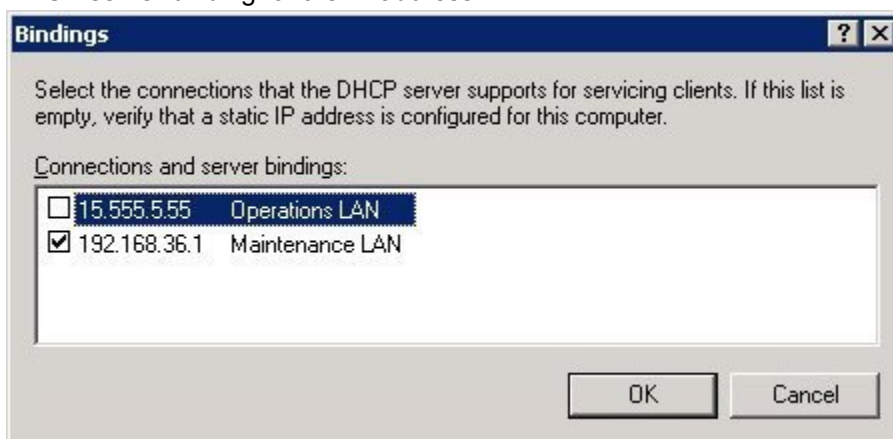 Bindings
Select the connections that the DHCP server supports for servicing clients. If this list is
empty, verify that a static IP address is configured for this computer.
Connections and server bindings:
15.555.5.55 Operations LAN
192.168.36.1 Maintenance LAN
OK Cancel